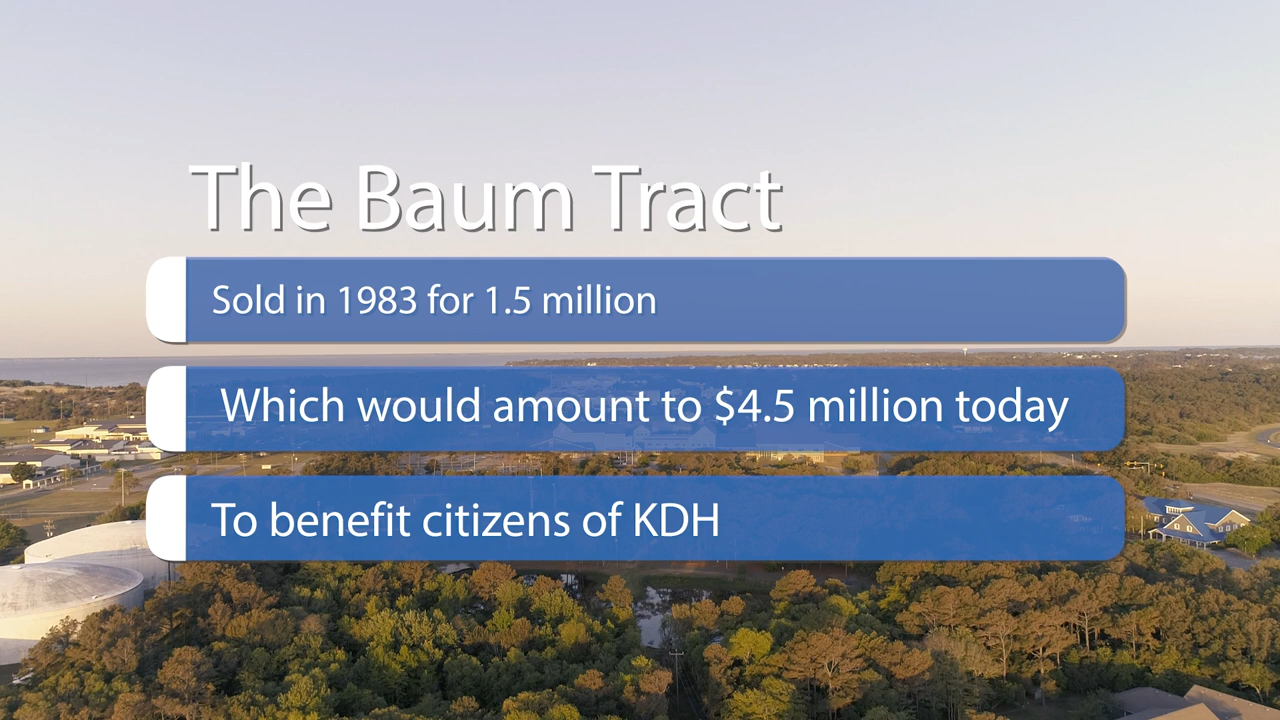 The Baum Tract
Sold in 1983 for 1.5 million
Which would amount to $4.5 million today
To benefit citizens of KDH